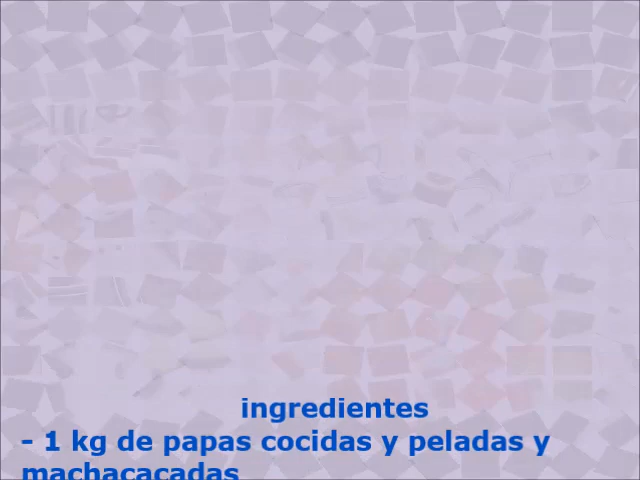 ingredientes
- 1 kg de papas cocidas y peladas y
machacacadas